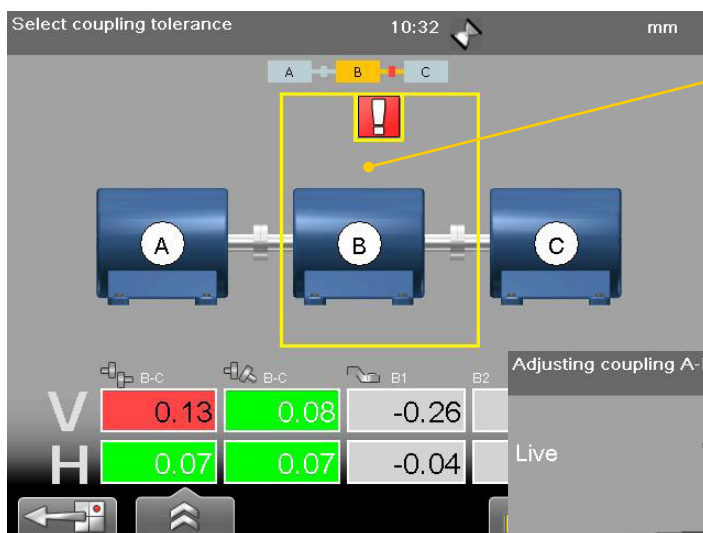 Select coupling tolerance 10:32 mm
A B C
!
A B C
B-C B-C B1 B2
V 0.13 0.08 -0.26
H 0.07 0.07 -0.04
Adjusting coupling A-
Live